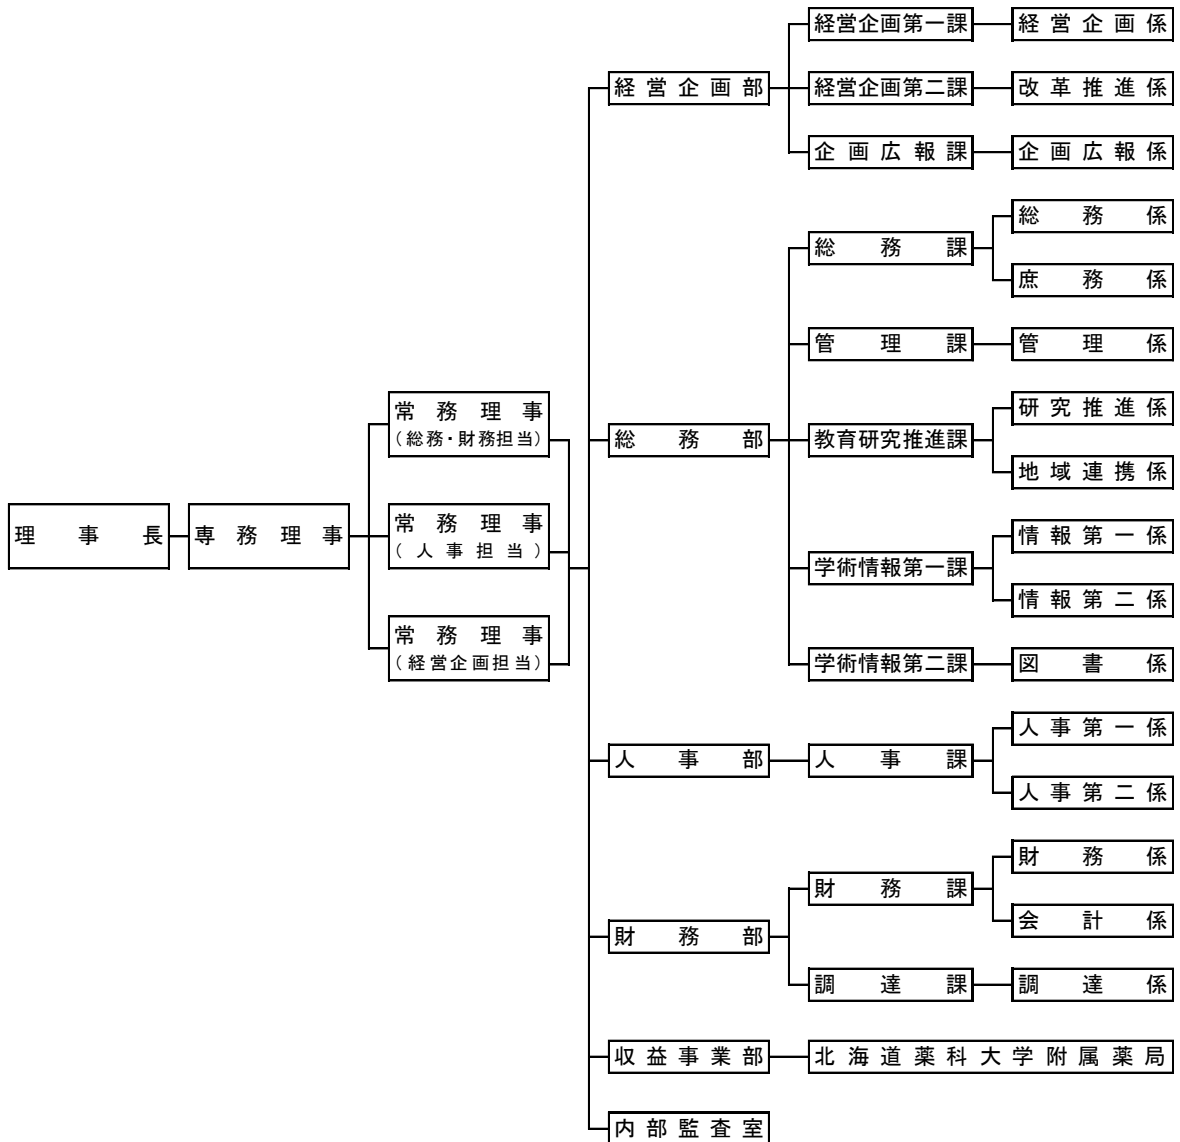 経営企画第一課 経営企画係
経営企画部 経営企画第二課 改革推進係
企画広報課 企画広報係
総務係
総務課
庶務係
管理課 管理係
常務理事
(総務・財務担当)
研究推進係
総務部 教育研究推進課
地域連携係
理事長 専務理事
常務理事
(人事担当)
情報第一係
学術情報第一課
情報第二係
常務理事
(経営企画担当)
学術情報第二課 図書係
人事第一係
人事部 人事課
人事第二係
財務係
財務課
会計係
財務部
調達課 調達係
収益事業部 北海道薬科大学附属薬局
内部監査室